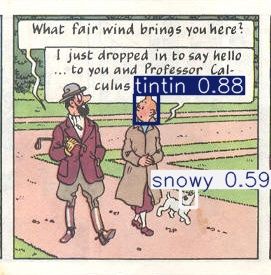 What fair wind brings you here?
I just dropped in to say hello
... to you and Professor Cal-
culus
tintin 0.88
snowy 0.59